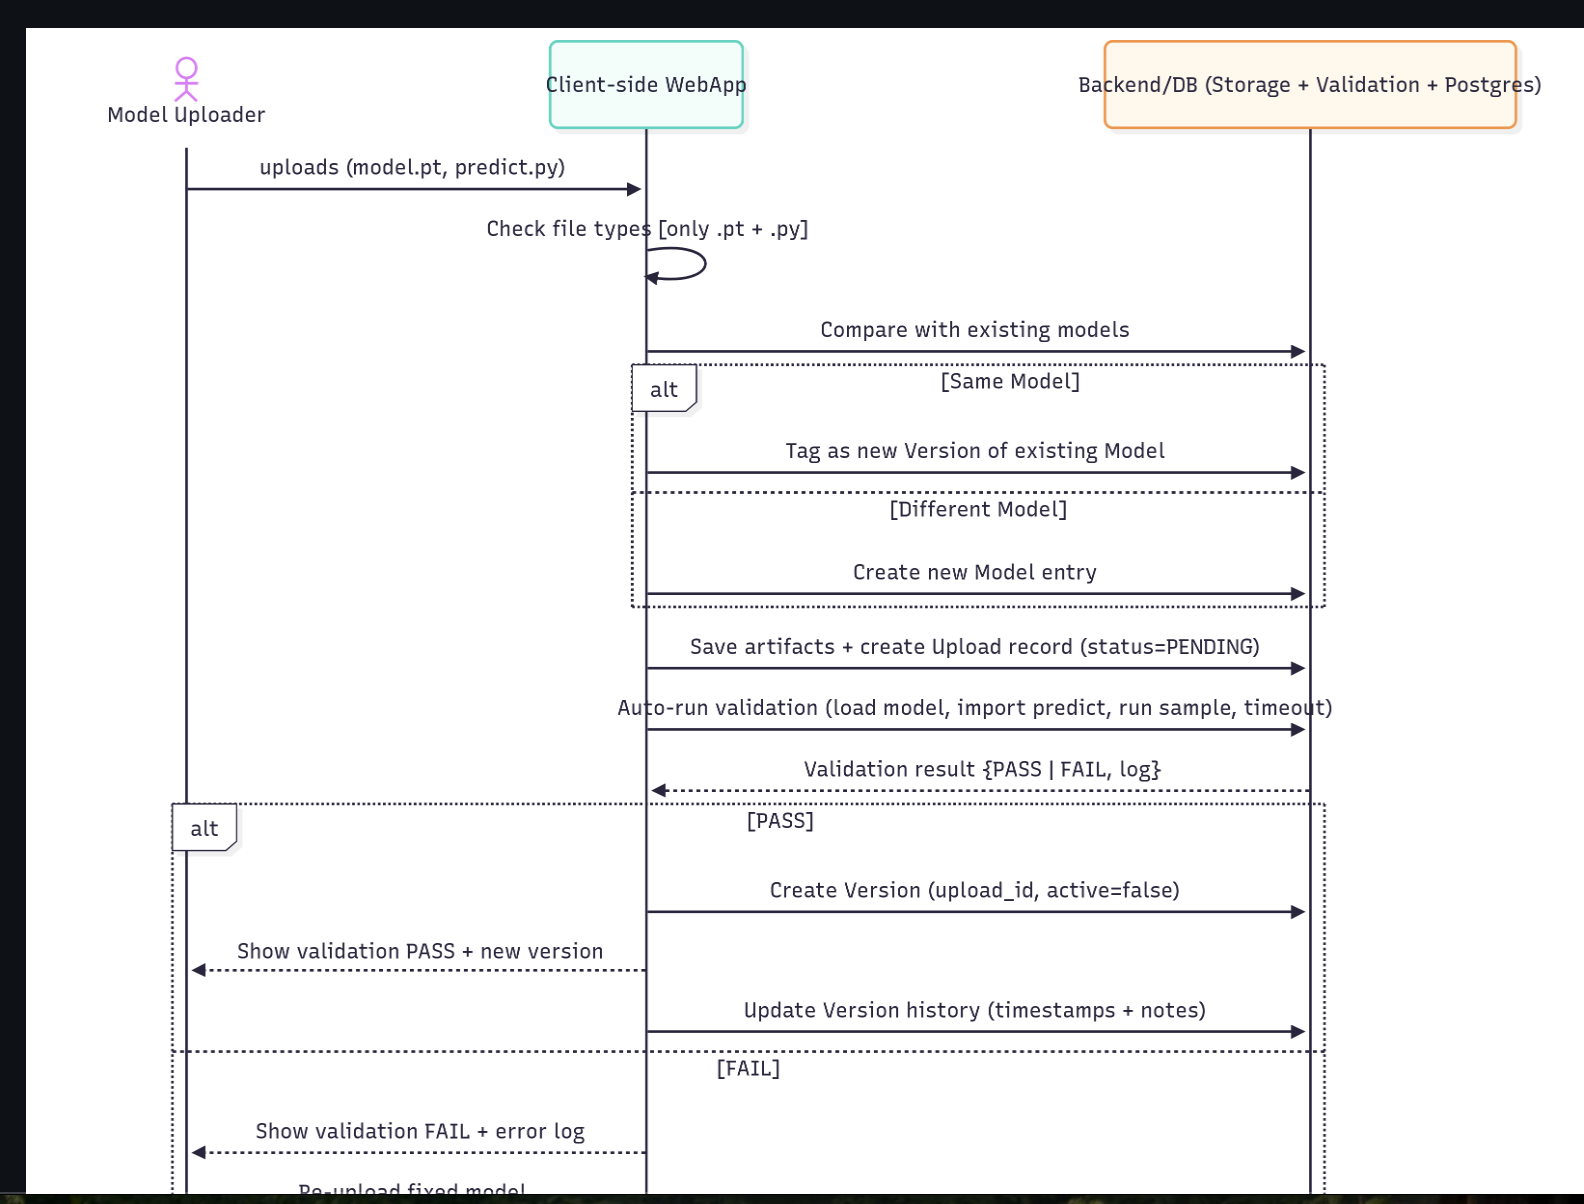 Model Uploader
Client-side WebApp
Backend/DB (Storage + Validation + Postgres)
uploads (model.pt, predict.py)
Check file types [only .pt + .py]
Compare with existing models
alt
[Same Model]
Tag as new Version of existing Model
[Different Model]
Create new Model entry
Save artifacts + create Upload record (status=PENDING)
Auto-run validation (load model, import predict, run sample, timeout)
Validation result {PASS | FAIL, log}
alt
[PASS]
Create Version (upload_id, active=false)
Show validation PASS + new version
Update Version history (timestamps + notes)
[FAIL]
Show validation FAIL + error log
Re-upload fixed model